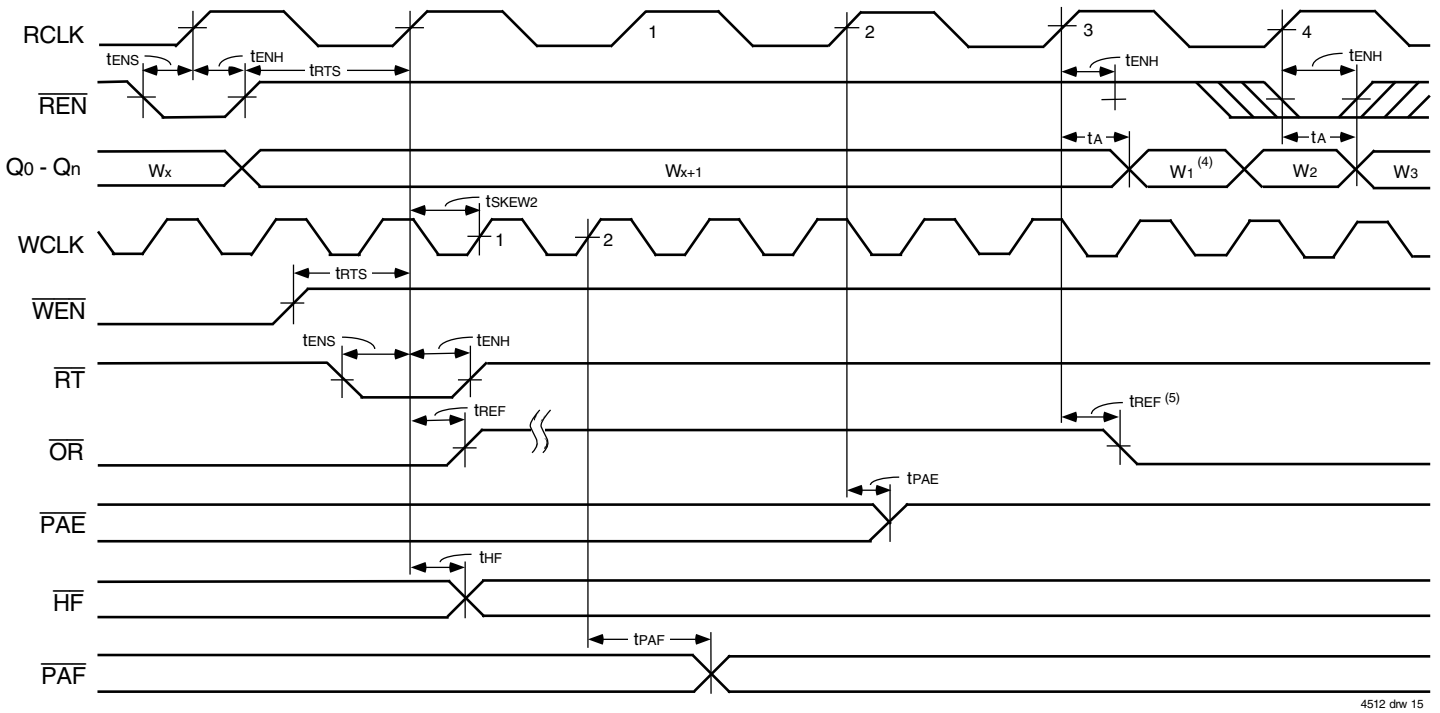 RCLK 1 2 3 4
tENS tENH tRTS tENH tENH
REN
tA tA
Q0 - Qn Wx Wx+1 W1 (4) W2 W3
tSKEW2
WCLK 1 2
tRTS
WEN
tENS tENH
RT
tREF tREF (5)
OR
tPAE
PAE
tHF
HF
tPAF
PAF
4512 drw 15